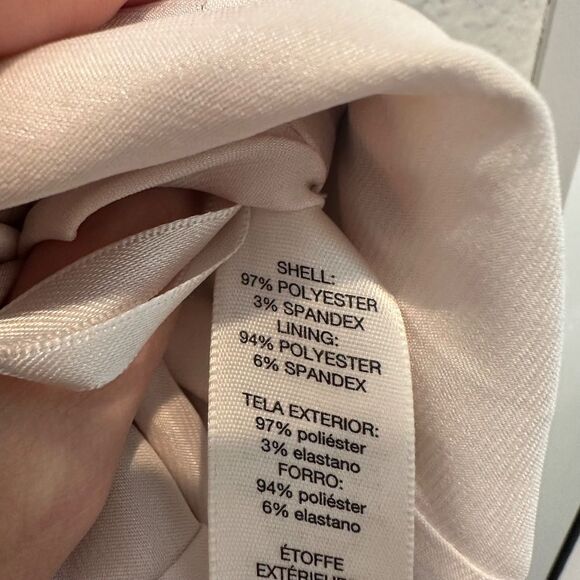 SHELL:
97% POLYESTER
3% SPANDEX
LINING:
94% POLYESTER
6% SPANDEX
TELA EXTERIOR:
97% poliéster
3% elastano
FORRO:
94% poliéster
6% elastano
ÉTOFFE
EXTÉRIEURE